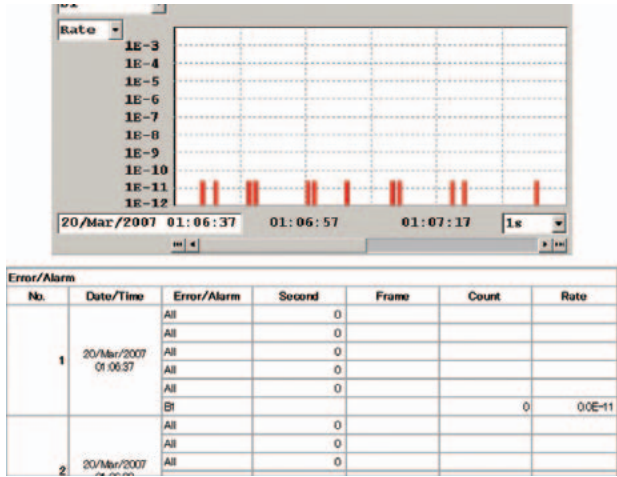 B1
Rate
1E-3
1E-4
1E-5
1E-6
1E-7
1E-8
1E-9
1E-10
1E-11
1E-12
20/Mar/2007 01:06:37 01:06:57 01:07:17 1s
Error/Alarm
No. Date/Time Error/Alarm Second Frame Count Rate
1 20/Mar/2007 01:06:37
All 0
All 0
All 0
All 0
All 0
B1 0 0.0E-11
2 20/Mar/2007
All 0
All 0
All 0